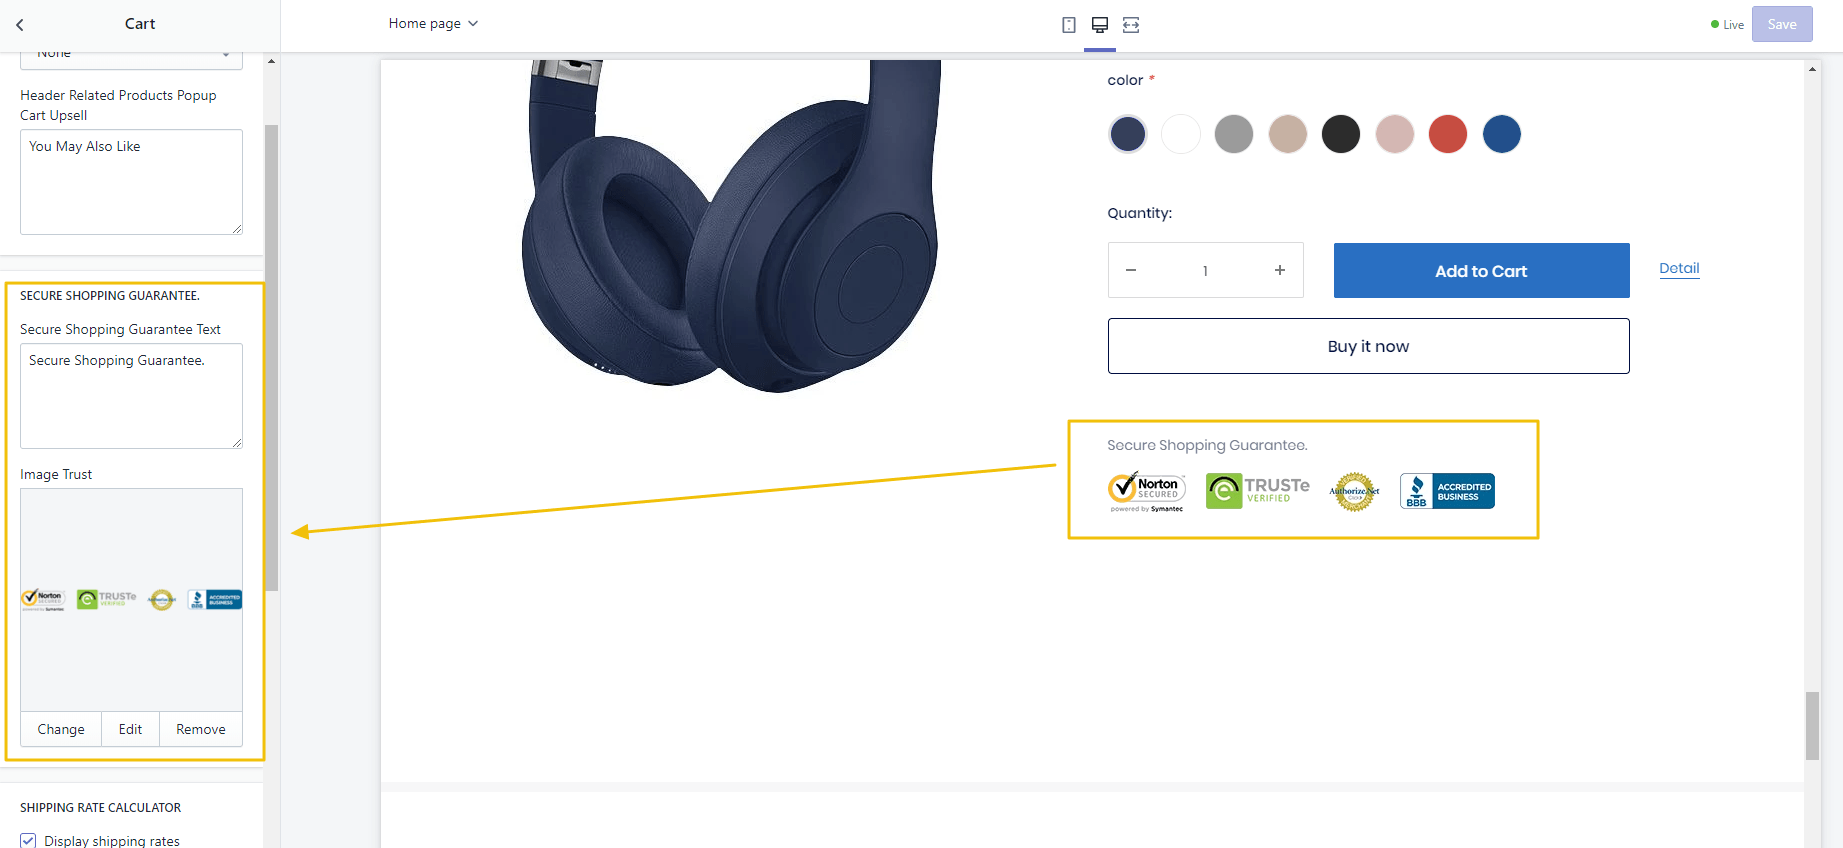 Cart
Home page
Live
Save
None
Header Related Products Popup
Cart Upsell
You May Also Like
SECURE SHOPPING GUARANTEE.
Secure Shopping Guarantee Text
Secure Shopping Guarantee.
Image Trust
Norton
powered by Symantec
TRUSTe
VERIFIED
Authorize.Net
BBB
ACCREDITED
BUSINESS
Change
Edit
Remove
SHIPPING RATE CALCULATOR
Display shipping rates
color *
Quantity:
− 1 +
Add to Cart
Detail
Buy it now
Secure Shopping Guarantee.
Norton
SECURED
powered by Symantec
TRUSTe
VERIFIED
Authorize.Net
BBB
ACCREDITED
BUSINESS